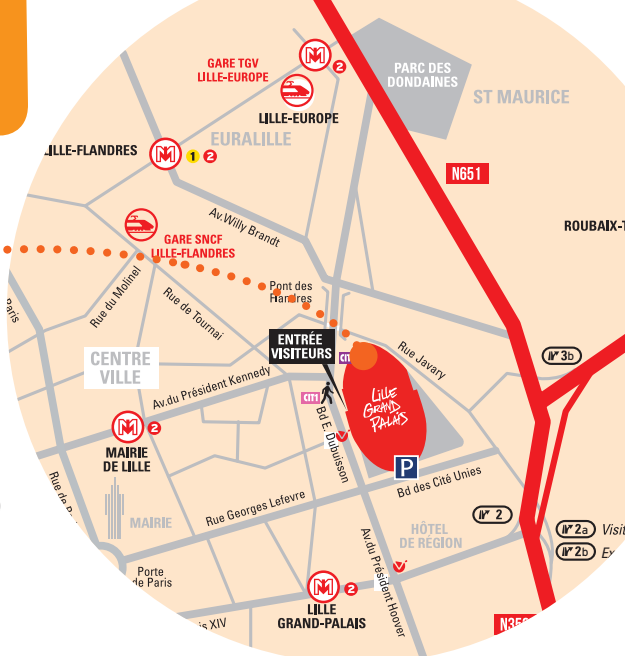 GARE TGV
LILLE-EUROPE
2
LILLE-EUROPE
PARC DES
DONDAINES
ST MAURICE
EURALILLE
LILLE-FLANDRES
1 2
N651
ROUBAIX-T
Av.Willy Brandt
GARE SNCF
LILLE-FLANDRES
Pont des
Flandres
Rue du Molinel
Rue de Tournai
Paris
ENTRÉE
VISITEURS
Rue Javary
N° 3b
CENTRE
VILLE
Av.du Président Kennedy
CIT1
Bd E. Dubuisson
LILLE
GRAND
PALAIS
2
MAIRIE
DE LILLE
P
Bd des Cité Unies
Rue Georges Lefevre
MAIRIE
N° 2
HÔTEL
DE RÉGION
N° 2a Visit
N° 2b Ex
Porte
de Paris
Av.du Président Hoover
2
LILLE
GRAND-PALAIS
XIV